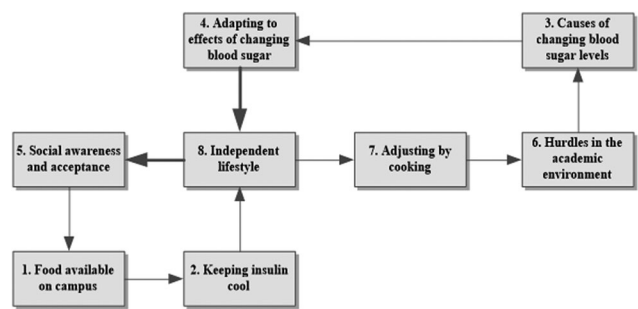 4. Adapting to
effects of changing
blood sugar
3. Causes of
changing blood
sugar levels
5. Social awareness
and acceptance
8. Independent
lifestyle
7. Adjusting by
cooking
6. Hurdles in the
academic
environment
1. Food available
on campus
2. Keeping insulin
cool